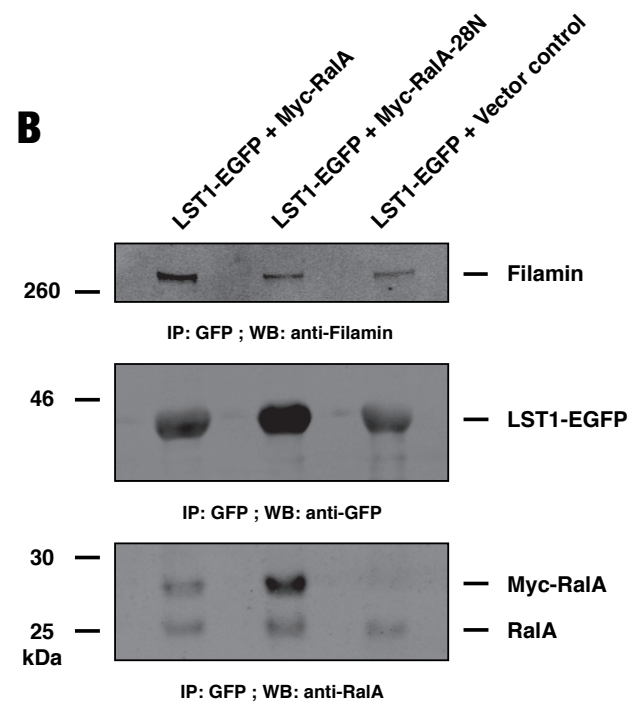 B
LST1-EGFP + Myc-RalA
LST1-EGFP + Myc-RalA-28N
LST1-EGFP + Vector control
260
Filamin
IP: GFP ; WB: anti-Filamin
46
LST1-EGFP
IP: GFP ; WB: anti-GFP
30
Myc-RalA
25
RalA
kDa
IP: GFP ; WB: anti-RalA